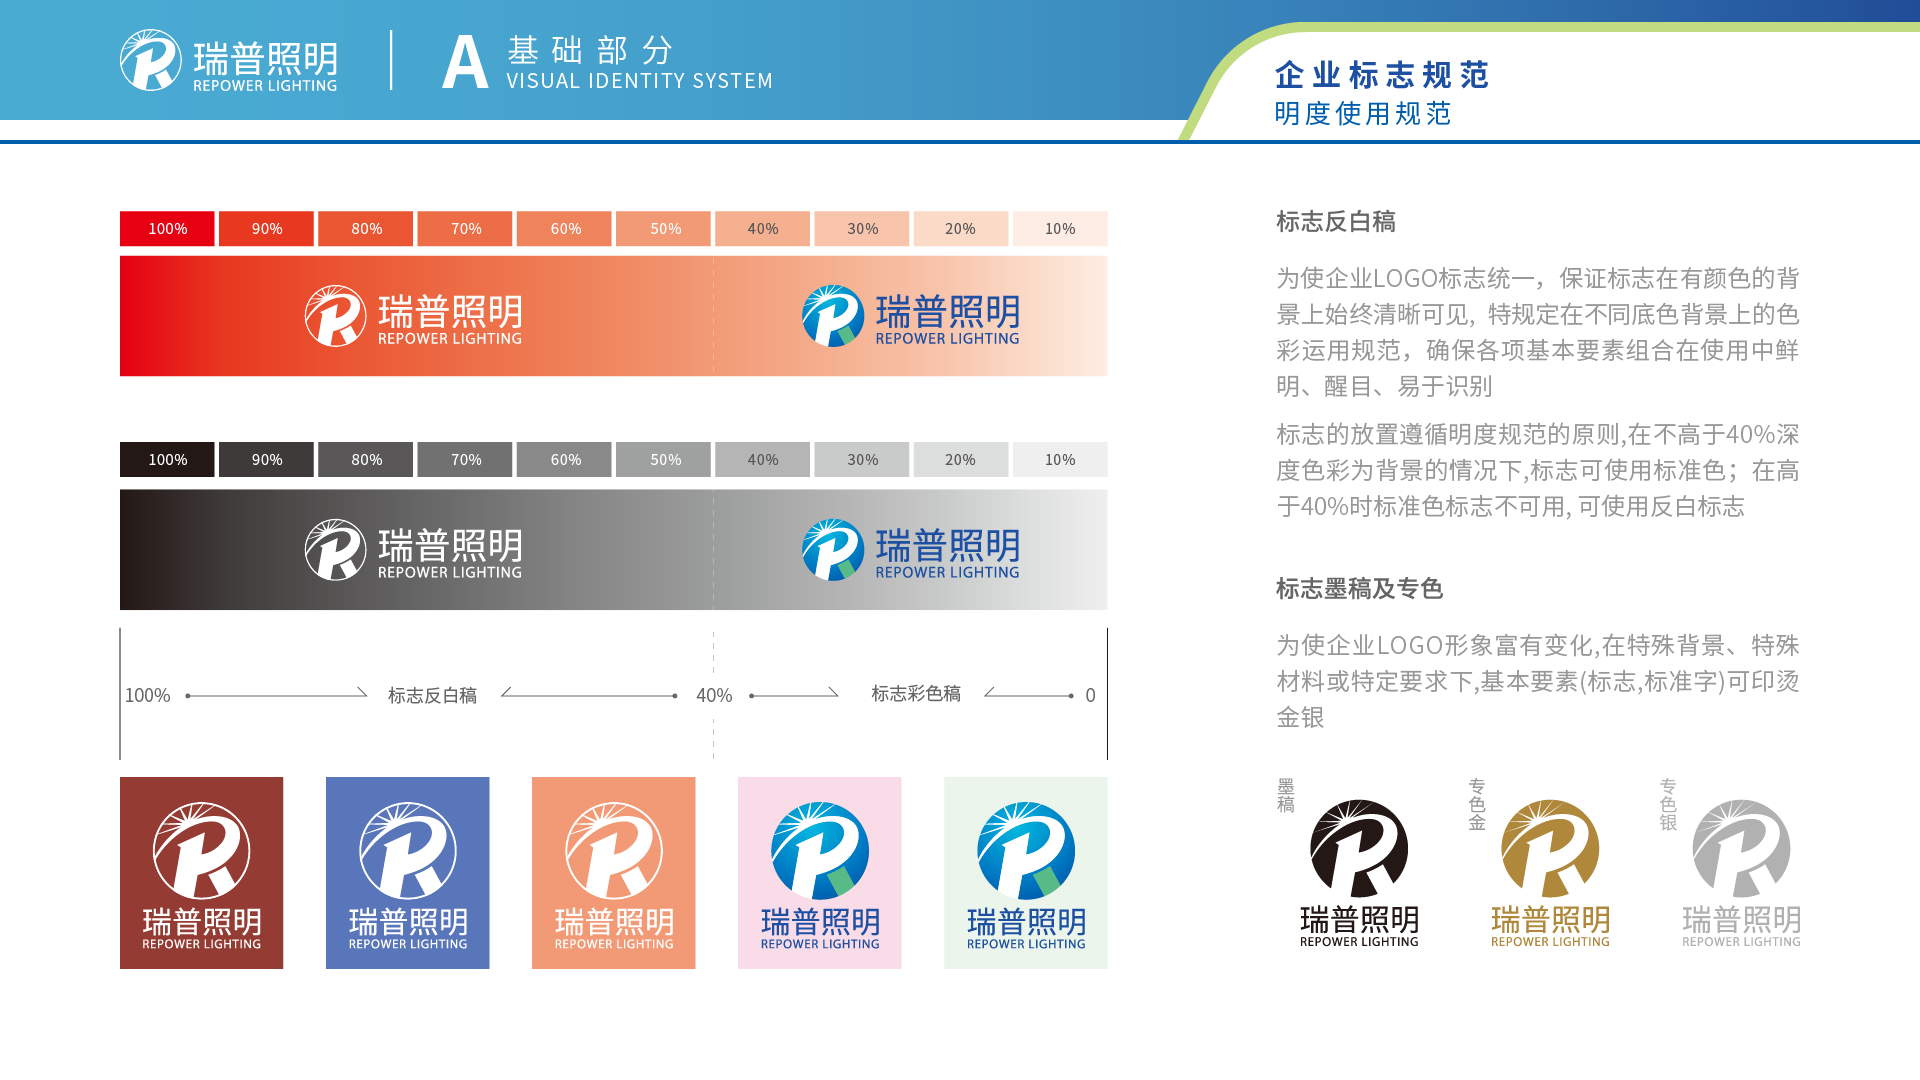 瑞普照明
REPOWER LIGHTING
A
基础部分
VISUAL IDENTITY SYSTEM
企业标志规范
明度使用规范
100% 90% 80% 70% 60% 50% 40% 30% 20% 10%
瑞普照明
REPOWER LIGHTING
瑞普照明
REPOWER LIGHTING
100% 90% 80% 70% 60% 50% 40% 30% 20% 10%
瑞普照明
REPOWER LIGHTING
瑞普照明
REPOWER LIGHTING
100% 标志反白稿 40% 标志彩色稿 0
瑞普照明
REPOWER LIGHTING
瑞普照明
REPOWER LIGHTING
瑞普照明
REPOWER LIGHTING
瑞普照明
REPOWER LIGHTING
瑞普照明
REPOWER LIGHTING
标志反白稿
为使企业LOGO标志统一，保证标志在有颜色的背
景上始终清晰可见, 特规定在不同底色背景上的色
彩运用规范，确保各项基本要素组合在使用中鲜
明、醒目、易于识别
标志的放置遵循明度规范的原则,在不高于40%深
度色彩为背景的情况下,标志可使用标准色；在高
于40%时标准色标志不可用, 可使用反白标志
标志墨稿及专色
为使企业LOGO形象富有变化,在特殊背景、特殊
材料或特定要求下,基本要素(标志,标准字)可印烫
金银
墨稿
瑞普照明
REPOWER LIGHTING
专色金
瑞普照明
REPOWER LIGHTING
专色银
瑞普照明
REPOWER LIGHTING